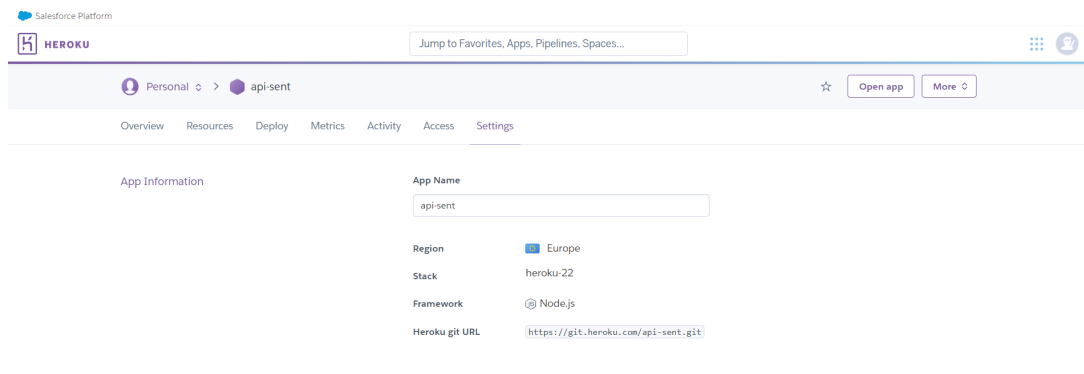 Salesforce Platform
HEROKU
Jump to Favorites, Apps, Pipelines, Spaces...
Personal > api-sent
Open app
More
Overview Resources Deploy Metrics Activity Access Settings
App Information
App Name
api-sent
Region Europe
Stack heroku-22
Framework JS Node.js
Heroku git URL https://git.heroku.com/api-sent.git